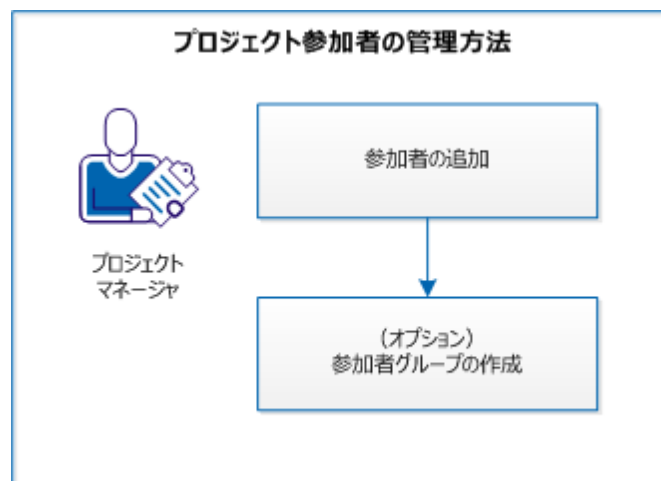 プロジェクト参加者の管理方法
参加者の追加
プロジェクト
マネージャ
(オプション)
参加者グループの作成